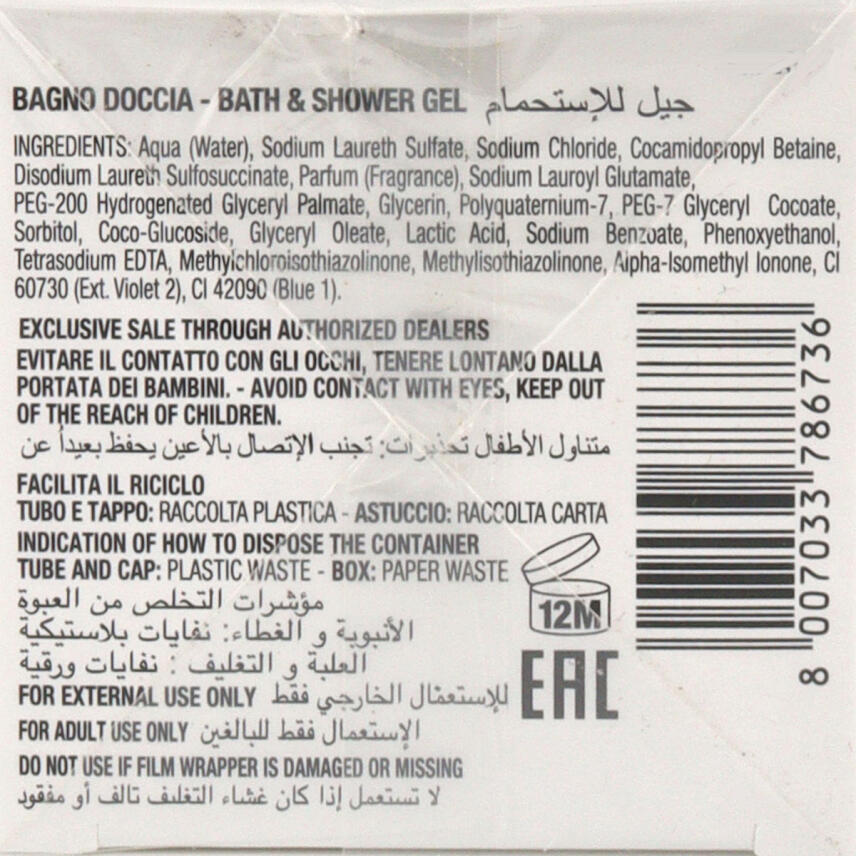 BAGNO DOCCIA - BATH & SHOWER GEL جيل للإستحمام
INGREDIENTS: Aqua (Water), Sodium Laureth Sulfate, Sodium Chloride, Cocamidopropyl Betaine,
Disodium Laureth Sulfosuccinate, Parfum (Fragrance), Sodium Lauroyl Glutamate,
PEG-200 Hydrogenated Glyceryl Palmate, Glycerin, Polyquaternium-7, PEG-7 Glyceryl Cocoate,
Sorbitol, Coco-Glucoside, Glyceryl Oleate, Lactic Acid, Sodium Benzoate, Phenoxyethanol,
Tetrasodium EDTA, Methylchloroisothiazolinone, Methylisothiazolinone, Alpha-Isomethyl Ionone, CI
60730 (Ext. Violet 2), CI 42090 (Blue 1).
EXCLUSIVE SALE THROUGH AUTHORIZED DEALERS
EVITARE IL CONTATTO CON GLI OCCHI, TENERE LONTANO DALLA
PORTATA DEI BAMBINI. - AVOID CONTACT WITH EYES, KEEP OUT
OF THE REACH OF CHILDREN.
متناول الأطفال تحذيرات: تجنب الإتصال بالأعين يحفظ بعيداً عن
FACILITA IL RICICLO
TUBO E TAPPO: RACCOLTA PLASTICA - ASTUCCIO: RACCOLTA CARTA
INDICATION OF HOW TO DISPOSE THE CONTAINER
TUBE AND CAP: PLASTIC WASTE - BOX: PAPER WASTE
مؤشرات التخلص من العبوة
الأنبوبة و الغطاء: نفايات بلاستيكية
العلبة و التغليف : نفايات ورقية
FOR EXTERNAL USE ONLY للإستعمال الخارجي فقط
FOR ADULT USE ONLY الإستعمال فقط للبالغين
DO NOT USE IF FILM WRAPPER IS DAMAGED OR MISSING
لا تستعمل إذا كان غشاء التغليف تالف أو مفقود
12M
EAC
8 007033 786736